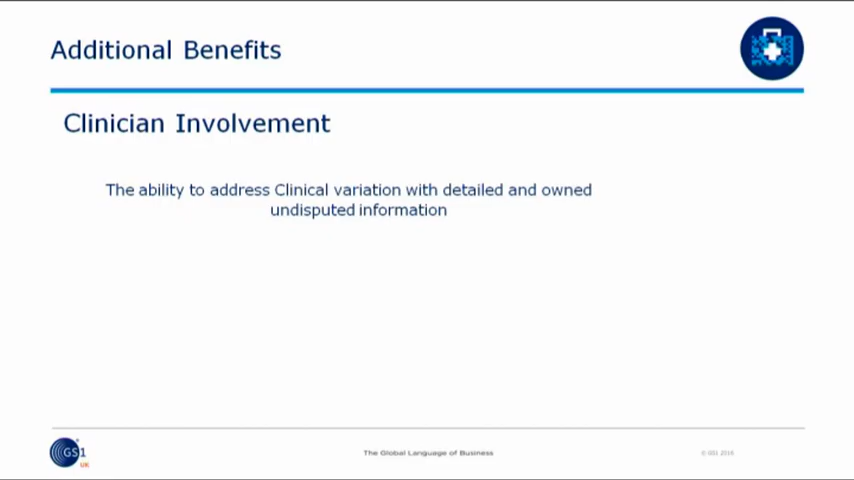 Additional Benefits
Clinician Involvement
The ability to address Clinical variation with detailed and owned
undisputed information
GS1
UK
The Global Language of Business
© GS1 2016